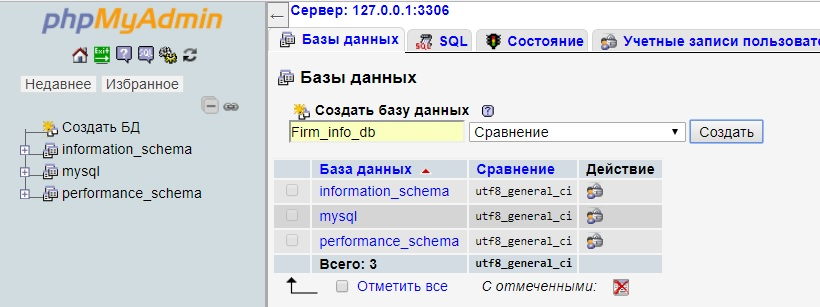 phpMyAdmin
Недавнее Избранное
Создать БД
information_schema
mysql
performance_schema
Сервер: 127.0.0.1:3306
Базы данных SQL Состояние Учетные записи пользовате
Базы данных
Создать базу данных
Firm_info_db Сравнение Создать
База данных Сравнение Действие
information_schema utf8_general_ci
mysql utf8_general_ci
performance_schema utf8_general_ci
Всего: 3 utf8_general_ci
Отметить все С отмеченными: